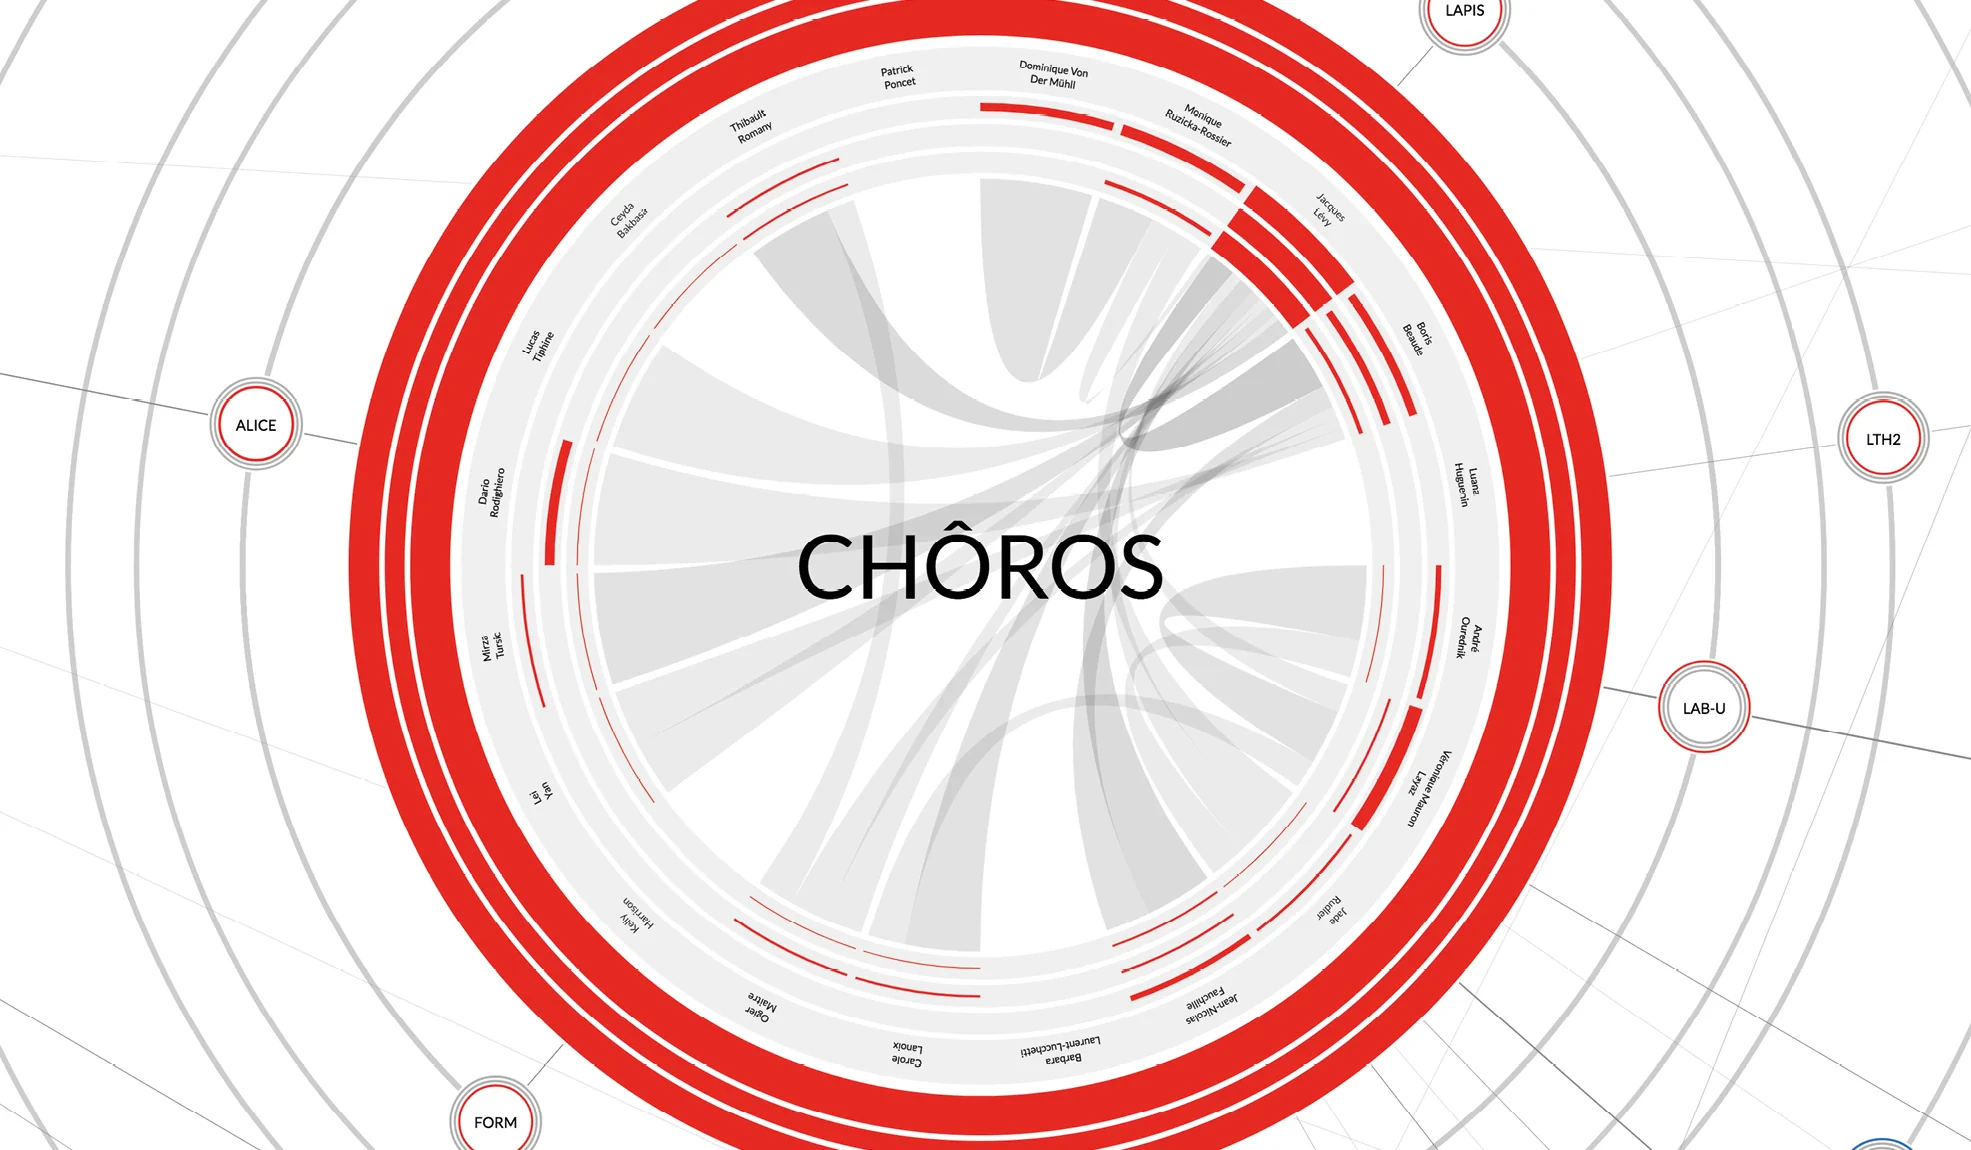 LAPIS
Dominique Von
Der Mühll
Monique
Ruzicka-Rossier
Jacques
Lévy
Boris
Beaude
Luana
Huguenin
André
Ourednik
Véronique Mauron
Layaz
Jade
Rudler
Jean-Nicolas
Fauchille
Barbara
Laurent-Lucchetti
Carole
Lanoix
Ogier
Maitre
Kelly
Harrison
Lei
Yan
Mirza
Tursic
Dario
Rodighiero
Lucas
Tiphine
Ceyda
Bakbasa
Thibault
Romany
Patrick
Poncet
CHÔROS
ALICE
LTH2
LAB-U
FORM